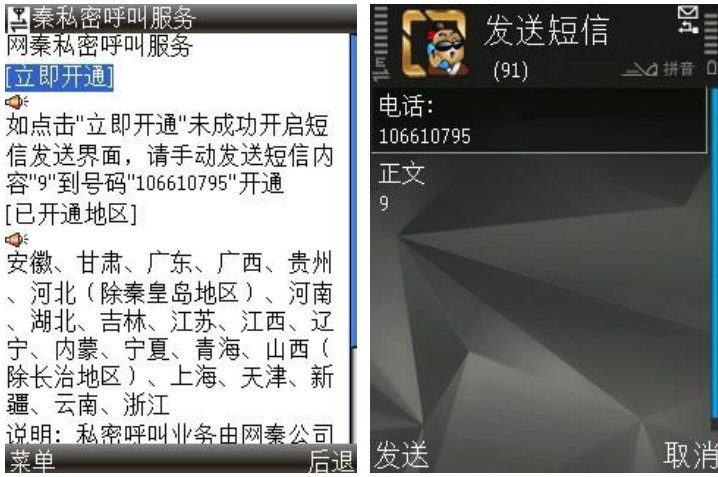 秦私密呼叫服务
网秦私密呼叫服务
[立即开通]
如点击"立即开通"未成功开启短
信发送界面，请手动发送短信内
容"9"到号码"106610795"开通
[已开通地区]
安徽、甘肃、广东、广西、贵州
、河北（除秦皇岛地区）、河南
、湖北、吉林、江苏、江西、辽
宁、内蒙、宁夏、青海、山西（
除长治地区）、上海、天津、新
疆、云南、浙江
说明：私密呼叫业务由网秦公司
菜单
后退
发送短信
(91)
拼音
电话:
106610795
正文
9
发送
取消